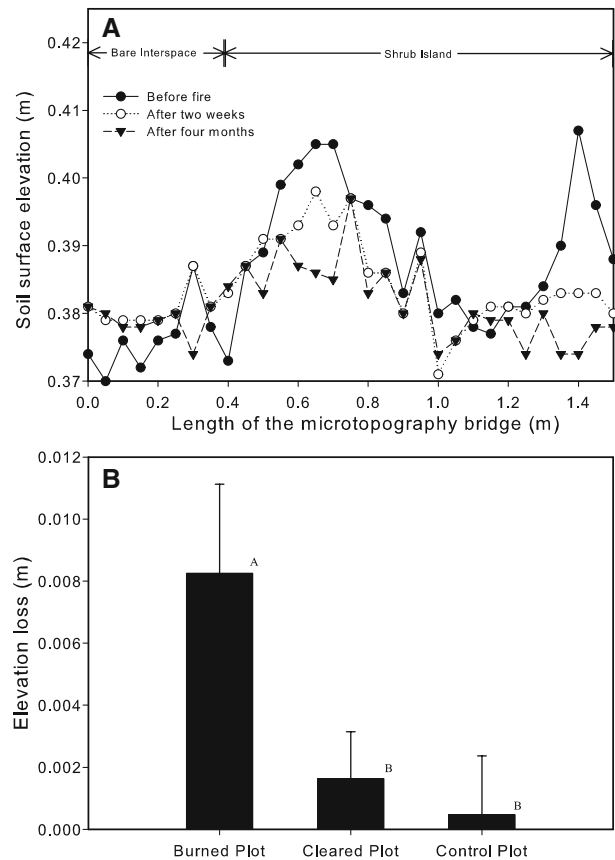 A
0.42
0.41
0.40
0.39
0.38
0.37
Soil surface elevation (m)
Bare Interspace
Shrub Island
Before fire
After two weeks
After four months
0.0 0.2 0.4 0.6 0.8 1.0 1.2 1.4
Length of the microtopography bridge (m)
B
0.012
0.010
0.008
0.006
0.004
0.002
0.000
Elevation loss (m)
A
B
B
Burned Plot Cleared Plot Control Plot